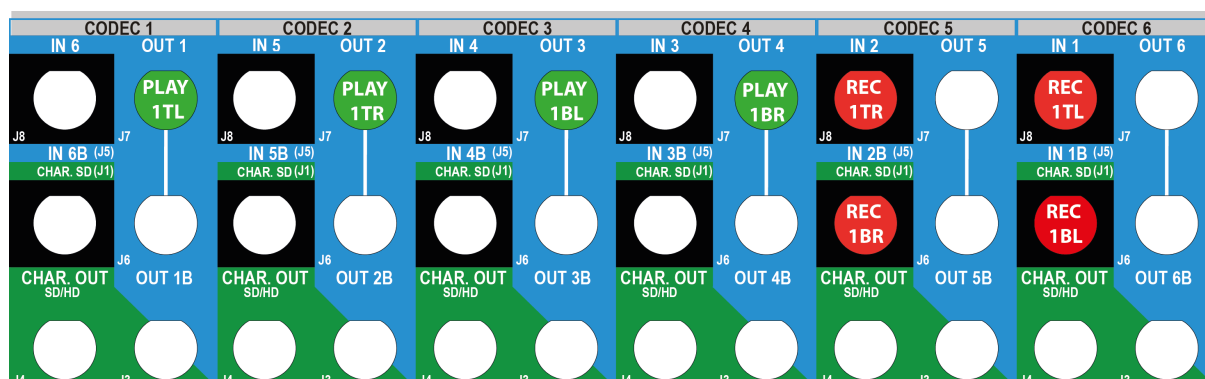 CODEC 1 CODEC 2 CODEC 3 CODEC 4 CODEC 5 CODEC 6
IN 6 OUT 1 IN 5 OUT 2 IN 4 OUT 3 IN 3 OUT 4 IN 2 OUT 5 IN 1 OUT 6
PLAY PLAY PLAY PLAY REC REC
1TL 1TR 1BL 1BR 1TR 1TL
J8 J7 J8 J7 J8 J7 J8 J7 J8 J7 J8 J7
IN 6B (J5) IN 5B (J5) IN 4B (J5) IN 3B (J5) IN 2B (J5) IN 1B (J5)
CHAR. SD (J1) CHAR. SD (J1) CHAR. SD (J1) CHAR. SD (J1) CHAR. SD (J1) CHAR. SD (J1)
REC REC
1BR 1BL
J6 J6 J6 J6 J6 J6
CHAR. OUT OUT 1B CHAR. OUT OUT 2B CHAR. OUT OUT 3B CHAR. OUT OUT 4B CHAR. OUT OUT 5B CHAR. OUT OUT 6B
SD/HD SD/HD SD/HD SD/HD SD/HD SD/HD